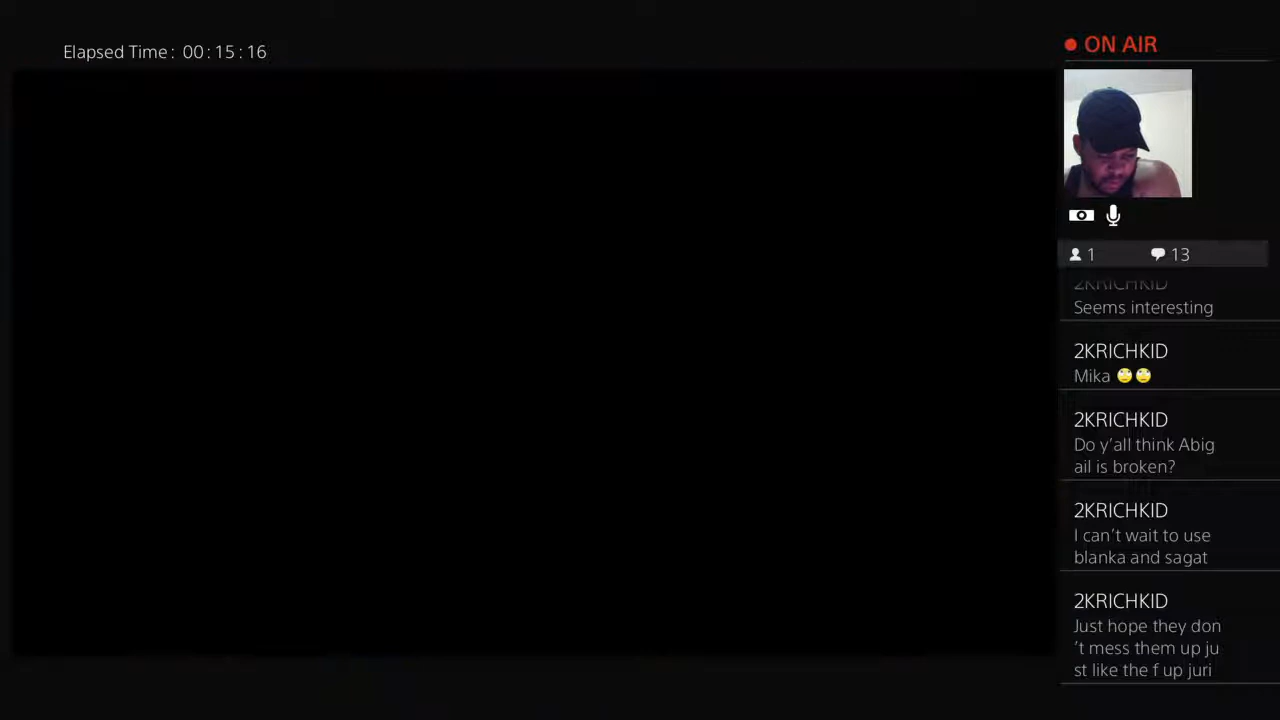 Elapsed Time: 00:15:16
ON AIR
1 13
2KRICHKID
Seems interesting
2KRICHKID
Mika 🙄🙄
2KRICHKID
Do y'all think Abig
ail is broken?
2KRICHKID
I can't wait to use
blanka and sagat
2KRICHKID
Just hope they don
't mess them up ju
st like the f up juri